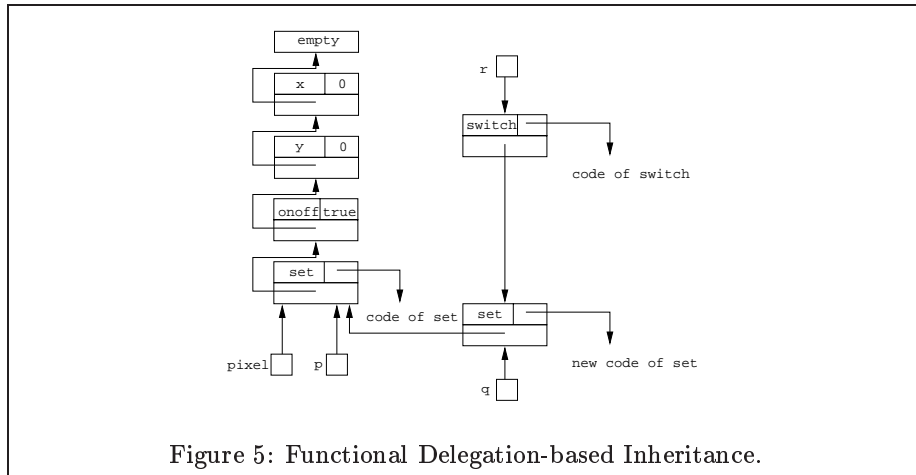 empty
x 0
r
switch
y 0
code of switch
onoff true
set
code of set
set
pixel
p
new code of set
q
Figure 5: Functional Delegation-based Inheritance.